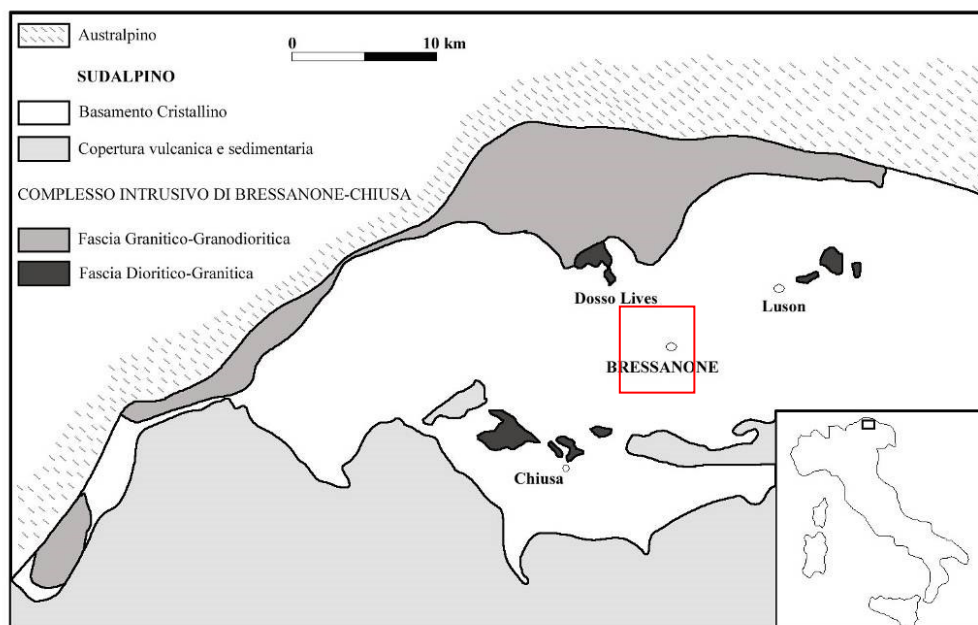 Australpino
0 10 km
SUDALPINO
Basamento Cristallino
Copertura vulcanica e sedimentaria
COMPLESSO INTRUSIVO DI BRESSANONE-CHIUSA
Fascia Granitico-Granodioritica
Fascia Dioritico-Granitica
Dosso Lives
Luson
BRESSANONE
Chiusa